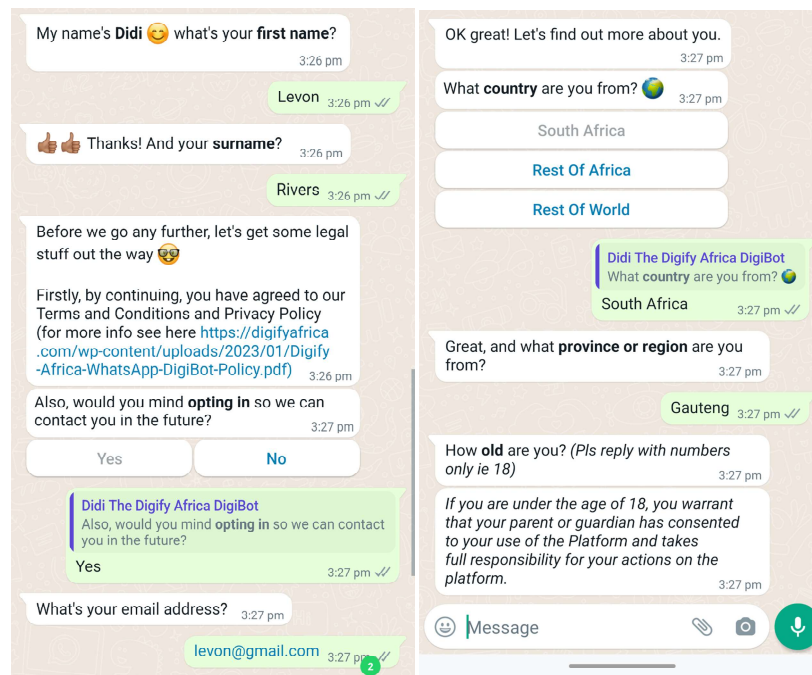 My name's Didi 😊 what's your first name?
3:26 pm
Levon 3:26 pm
👍🏽👍🏽 Thanks! And your surname?
3:26 pm
Rivers 3:26 pm
Before we go any further, let's get some legal
stuff out the way 🤓
3:26 pm
Firstly, by continuing, you have agreed to our
Terms and Conditions and Privacy Policy
(for more info see here https://digifyafrica
.com/wp-content/uploads/2023/01/Digify
-Africa-WhatsApp-DigiBot-Policy.pdf)
Also, would you mind opting in so we can
contact you in the future?
3:27 pm
Yes
No
Didi The Digify Africa DigiBot
Also, would you mind opting in so we can contact
you in the future?
Yes 3:27 pm
What's your email address? 3:27 pm
levon@gmail.com 3:27 pm
2
OK great! Let's find out more about you.
3:27 pm
What country are you from? 🌍 3:27 pm
South Africa
Rest Of Africa
Rest Of World
Didi The Digify Africa DigiBot
What country are you from? 🌍
South Africa 3:27 pm
Great, and what province or region are you
from?
3:27 pm
Gauteng 3:27 pm
How old are you? (Pls reply with numbers
only ie 18)
3:27 pm
If you are under the age of 18, you warrant
that your parent or guardian has consented
to your use of the Platform and takes
full responsibility for your actions on the
platform.
3:27 pm
Message